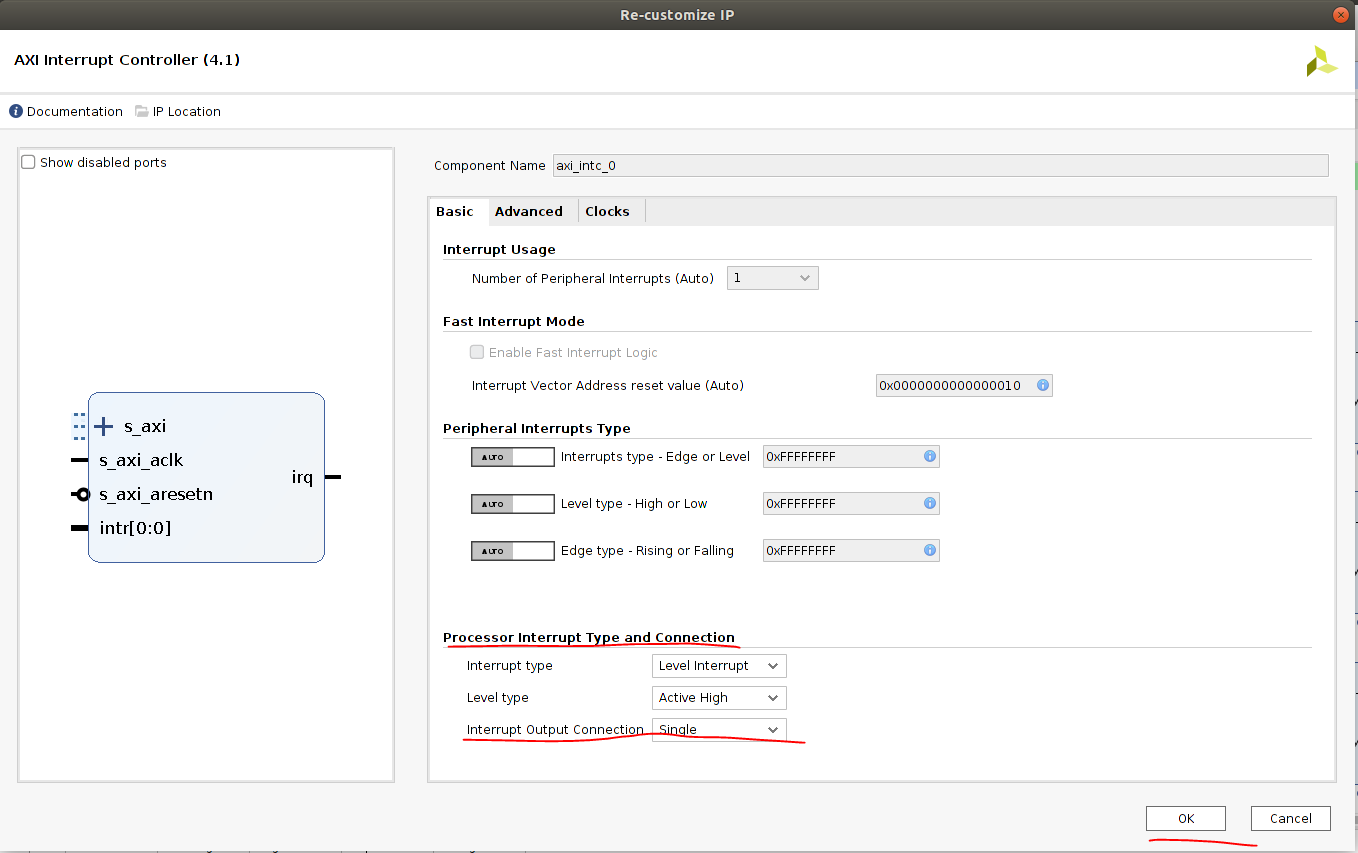 Re-customize IP
AXI Interrupt Controller (4.1)
Documentation IP Location
Show disabled ports
s_axi
s_axi_aclk
s_axi_aresetn
intr[0:0]
irq
Component Name axi_intc_0
Basic Advanced Clocks
Interrupt Usage
Number of Peripheral Interrupts (Auto) 1
Fast Interrupt Mode
Enable Fast Interrupt Logic
Interrupt Vector Address reset value (Auto) 0x0000000000000010
Peripheral Interrupts Type
AUTO Interrupts type - Edge or Level 0xFFFFFFFF
AUTO Level type - High or Low 0xFFFFFFFF
AUTO Edge type - Rising or Falling 0xFFFFFFFF
Processor Interrupt Type and Connection
Interrupt type Level Interrupt
Level type Active High
Interrupt Output Connection Single
OK Cancel